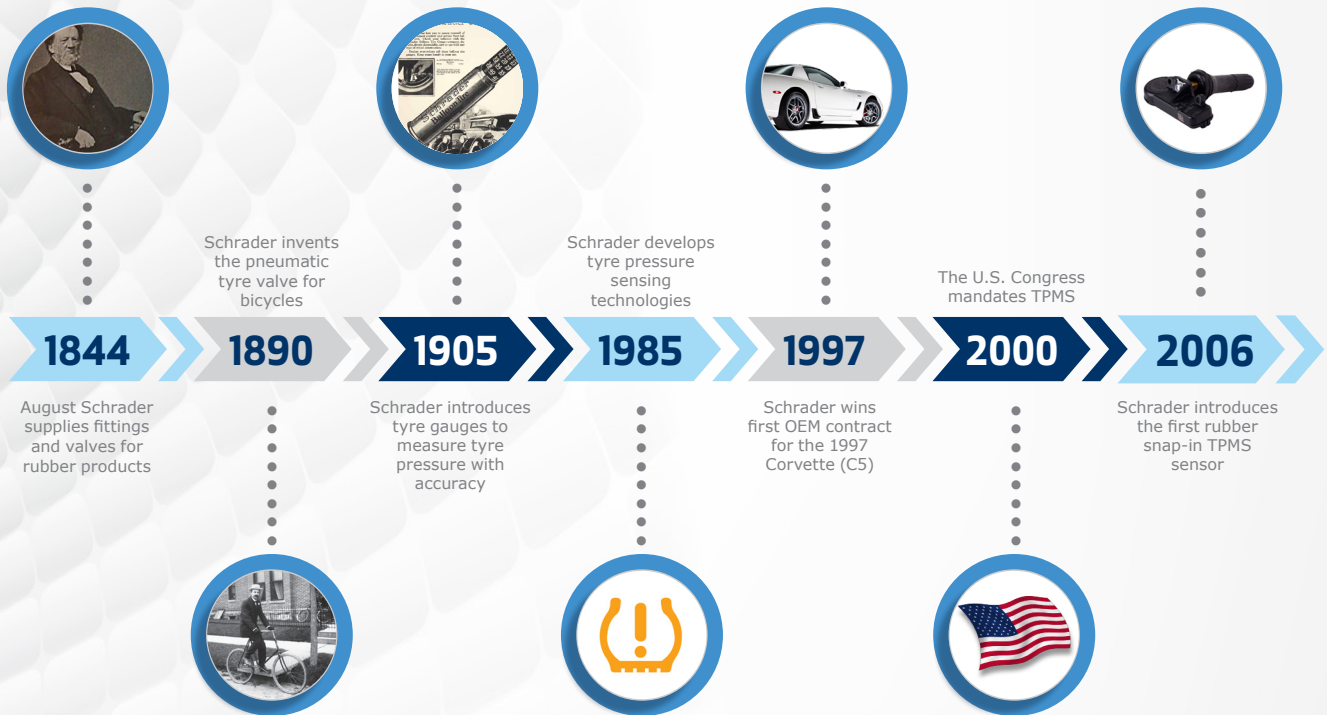 1844
August Schrader
supplies fittings
and valves for
rubber products
Schrader invents
the pneumatic
tyre valve for
bicycles
1890
1905
Schrader introduces
tyre gauges to
measure tyre
pressure with
accuracy
Schrader develops
tyre pressure
sensing
technologies
1985
1997
Schrader wins
first OEM contract
for the 1997
Corvette (C5)
The U.S. Congress
mandates TPMS
2000
2006
Schrader introduces
the first rubber
snap-in TPMS
sensor